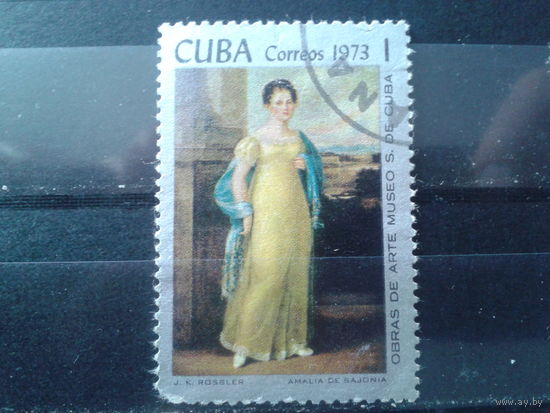 CUBA Correos 1973 1
OBRAS DE ARTE MUSEO S. DE CUBA
J. K. ROSSLER AMALIA DE SAJONIA
www.ay.by